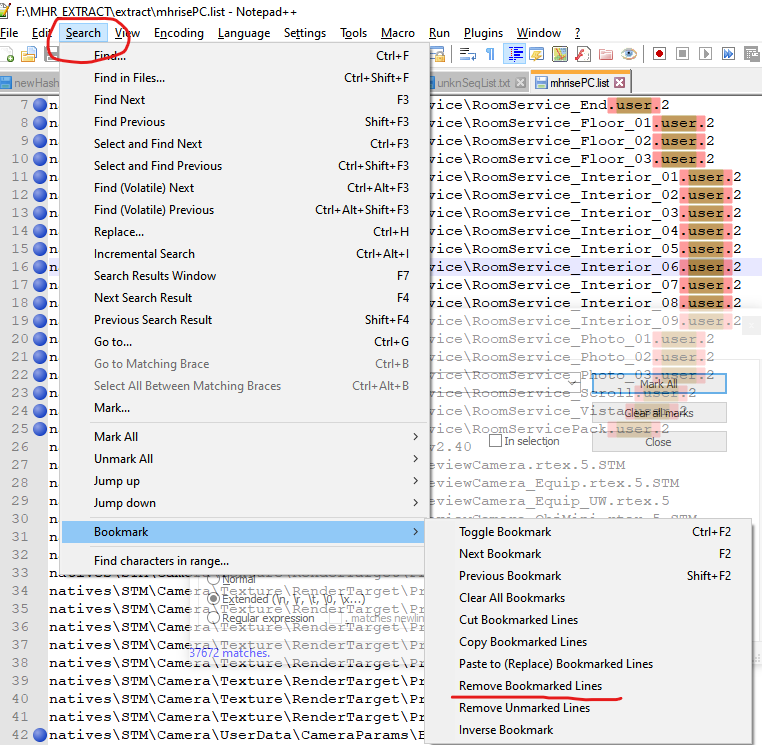 F:\MHR EXTRACT\extract\mhrisePC.list - Notepad++
File Edit Search View Encoding Language Settings Tools Macro Run Plugins Window ?
newHash unknSeqList.txt mhrisePC.list
Find... Ctrl+F
Find in Files... Ctrl+Shift+F
Find Next F3
Find Previous Shift+F3
Select and Find Next Ctrl+F3
Select and Find Previous Ctrl+Shift+F3
Find (Volatile) Next Ctrl+Alt+F3
Find (Volatile) Previous Ctrl+Alt+Shift+F3
Replace... Ctrl+H
Incremental Search Ctrl+Alt+I
Search Results Window F7
Next Search Result F4
Previous Search Result Shift+F4
Go to... Ctrl+G
Go to Matching Brace Ctrl+B
Select All Between Matching Braces Ctrl+Alt+B
Mark...
Mark All
Unmark All
Jump up
Jump down
Bookmark
Find characters in range...
Toggle Bookmark Ctrl+F2
Next Bookmark F2
Previous Bookmark Shift+F2
Clear All Bookmarks
Cut Bookmarked Lines
Copy Bookmarked Lines
Paste to (Replace) Bookmarked Lines
Remove Bookmarked Lines
Remove Unmarked Lines
Inverse Bookmark
7 n vice\RoomService_End.user.2
8 n vice\RoomService_Floor_01.user.2
9 n vice\RoomService_Floor_02.user.2
10 n vice\RoomService_Floor_03.user.2
11 n vice\RoomService_Interior_01.user.2
12 n vice\RoomService_Interior_02.user.2
13 n vice\RoomService_Interior_03.user.2
14 n vice\RoomService_Interior_04.user.2
15 n vice\RoomService_Interior_05.user.2
16 n vice\RoomService_Interior_06.user.2
17 n vice\RoomService_Interior_07.user.2
18 n vice\RoomService_Interior_08.user.2
19 n vice\RoomService_Interior_09.user.2
20 n vice\RoomService_Photo_01.user.2
21 n vice\RoomService_Photo_02.user.2
22 n vice\RoomService_Photo_03.user.2
23 n vice\RoomService_Scroll.user.2
24 n vice\RoomService_Vista.user.2
25 n vice\RoomServicePack.user.2
26 n v2.40
27 n eviewCamera.rtex.5.STM
28 n eviewCamera_Equip.rtex.5.STM
29 n eviewCamera_Equip_UW.rtex.5
30 n
31 n
32 n
33 natives\STM\Camera\Texture\RenderTarget\Pr
34 natives\STM\Camera\Texture\RenderTarget\Pr
35 natives\STM\Camera\Texture\RenderTarget\Pr
36 natives\STM\Camera\Texture\RenderTarget\Pr
37 natives\STM\Camera\Texture\RenderTarget\Pr
38 natives\STM\Camera\Texture\RenderTarget\Pr
39 natives\STM\Camera\Texture\RenderTarget\Pr
40 natives\STM\Camera\Texture\RenderTarget\Pr
41 natives\STM\Camera\Texture\RenderTarget\Pr
42 natives\STM\Camera\UserData\CameraParams\E
Mark All
Clear all marks
In selection
Close
Normal
Extended (\n, \r, \t, \0, \x...)
Regular expression . matches newline
37672 matches.